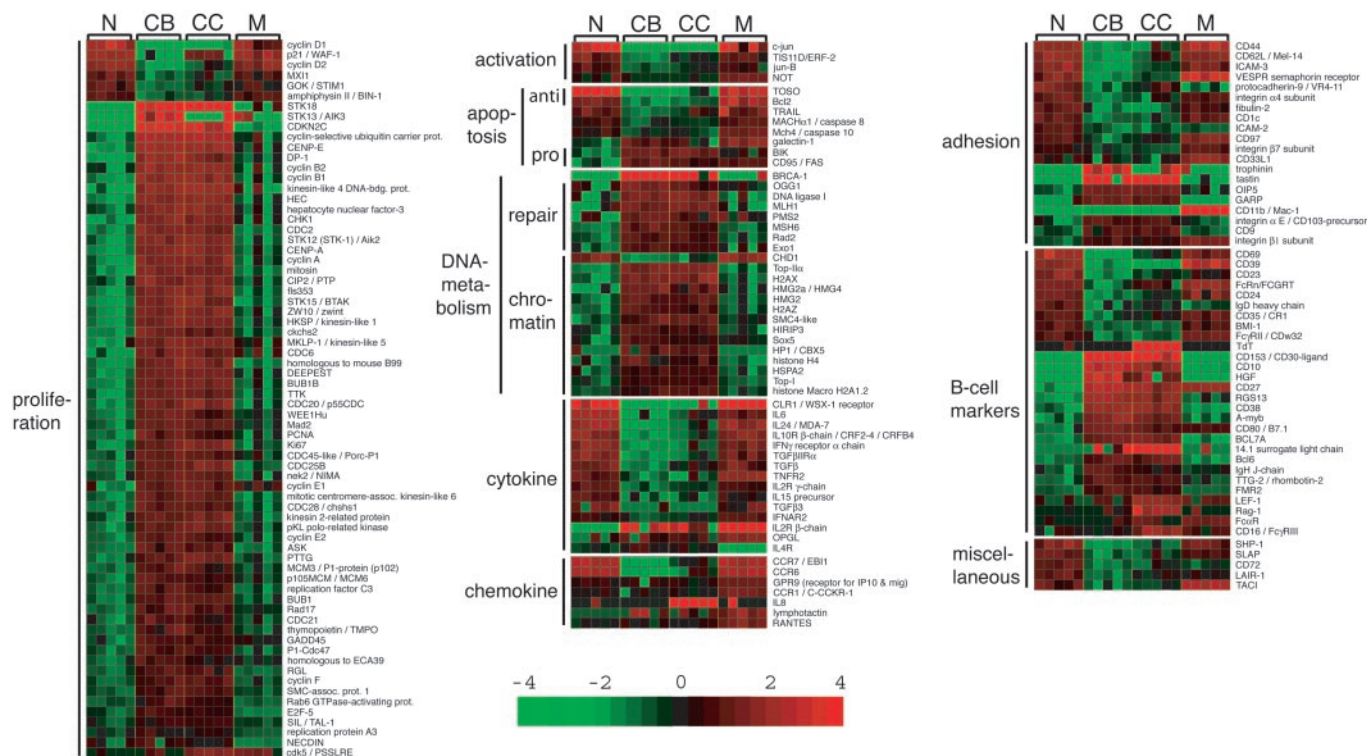 N CB CC M
cyclin D1
p21 / WAF-1
cyclin D2
MXI1
GOK / STIM1
amphiphysin II / BIN-1
STK18
STK13 / AIK3
CDKN2C
cyclin-selective ubiquitin carrier prot.
CENP-E
DP-1
cyclin B2
cyclin B1
kinesin-like 4 DNA-bdg. prot.
HEC
hepatocyte nuclear factor-3
CHK1
CDC2
STK12 (STK-1) / Aik2
CENP-A
cyclin A
mitosin
CIP2 / PTP
fls353
STK15 / BTAK
ZW10 / zwint
HKSP / kinesin-like 1
ckchs2
MKLP-1 / kinesin-like 5
CDC6
homologous to mouse B99
DEEPEST
BUB1B
TTK
CDC20 / p55CDC
WEE1Hu
Mad2
PCNA
Ki67
CDC45-like / Porc-P1
CDC25B
nek2 / NIMA
cyclin E1
mitotic centromere-assoc. kinesin-like 6
CDC28 / chshs1
kinesin 2-related protein
pKL polo-related kinase
cyclin E2
ASK
PTTG
MCM3 / P1-protein (p102)
p105MCM / MCM6
replication factor C3
BUB1
Rad17
CDC21
thymopoietin / TMPO
GADD45
P1-Cdc47
homologous to ECA39
RGL
cyclin F
SMC-assoc. prot. 1
Rab6 GTPase-activating prot.
E2F-5
SIL / TAL-1
replication protein A3
NECDIN
cdk5 / PSSLRE
prolife-
ration
N CB CC M
activation
c-jun
TIS11D/ERF-2
jun-B
NOT
apop-
tosis
anti
pro
TOSO
Bcl2
TRAIL
MACHα1 / caspase 8
Mch4 / caspase 10
galectin-1
BIK
CD95 / FAS
DNA-
meta-
bolism
repair
BRCA-1
OGG1
DNA ligase I
MLH1
PMS2
MSH6
Rad2
Exo1
chro-
matin
CHD1
Top-IIα
H2AX
HMG2a / HMG4
HMG2
H2AZ
SMC4-like
HIRIP3
Sox5
HP1 / CBX5
histone H4
HSPA2
Top-I
histone Macro H2A1.2
cytokine
CLR1 / WSX-1 receptor
IL6
IL24 / MDA-7
IL10R β-chain / CRF2-4 / CRFB4
IFNγ receptor α chain
TGFβIIRα
TGFβ
TNFR2
IL2R γ-chain
IL15 precursor
TGFβ3
IFNAR2
IL2R β-chain
OPGL
IL4R
chemokine
CCR7 / EBI1
CCR6
GPR9 (receptor for IP10 & mig)
CCR1 / C-CCKR-1
IL8
lymphotactin
RANTES
-4 -2 0 2 4
N CB CC M
adhesion
CD44
CD62L / Mel-14
ICAM-3
VESPR semaphorin receptor
protocadherin-9 / VR4-11
integrin α4 subunit
fibulin-2
CD1c
ICAM-2
CD97
integrin β7 subunit
CD33L1
trophinin
tastin
OIP5
GARP
CD11b / Mac-1
integrin α E / CD103-precursor
CD9
integrin β1 subunit
B-cell
markers
CD69
CD39
CD23
FcRn/FCGRT
CD24
IgD heavy chain
CD35 / CR1
BMI-1
FcγRII / CDw32
TdT
CD153 / CD30-ligand
CD10
HGF
CD27
RGS13
CD38
A-myb
CD80 / B7.1
BCL7A
14.1 surrogate light chain
Bcl6
IgH J-chain
TTG-2 / rhombotin-2
FMR2
LEF-1
Rag-1
FcαR
CD16 / FcγRIII
miscel-
laneous
SHP-1
SLAP
CD72
LAIR-1
TACI